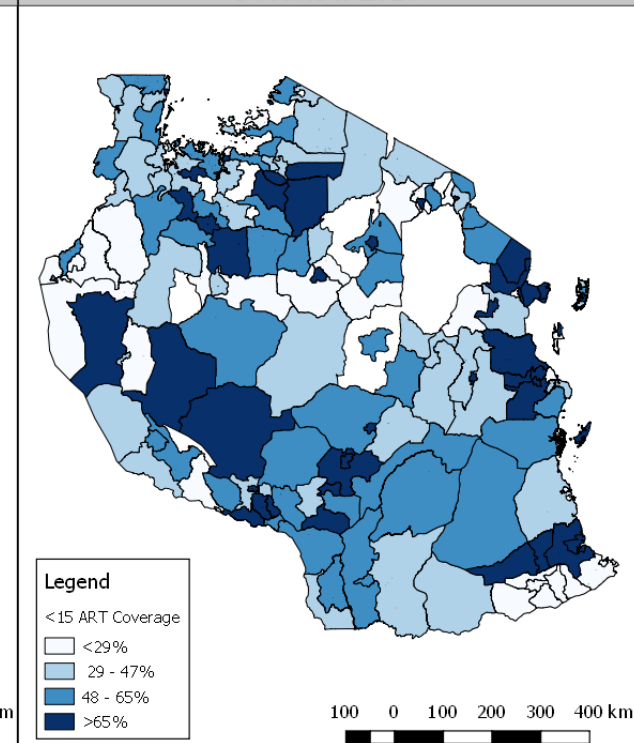 Legend
<15 ART Coverage
<29%
29 - 47%
48 - 65%
>65%
m
100 0 100 200 300 400 km